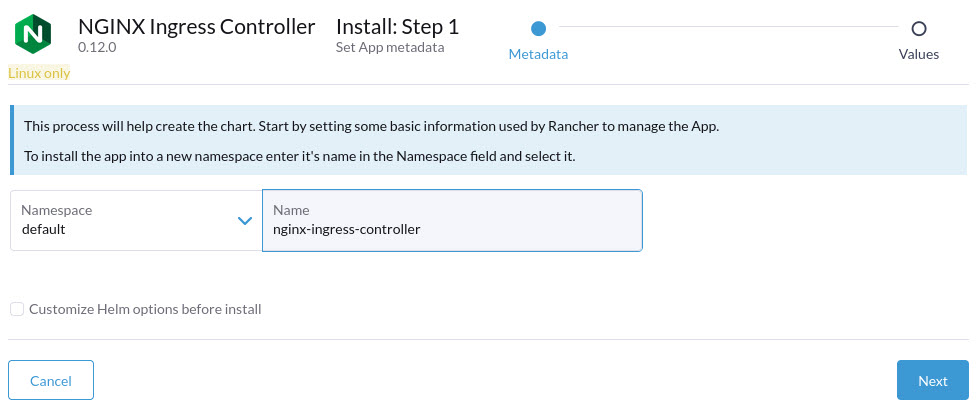 NGINX Ingress Controller
0.12.0
Linux only
Install: Step 1
Set App metadata
Metadata
Values
This process will help create the chart. Start by setting some basic information used by Rancher to manage the App.
To install the app into a new namespace enter it's name in the Namespace field and select it.
Namespace
default
Name
nginx-ingress-controller
Customize Helm options before install
Cancel
Next